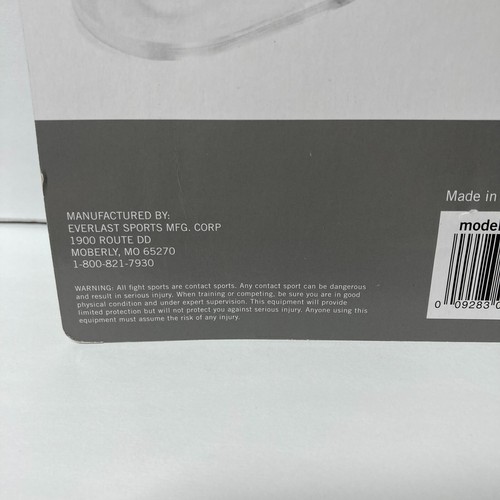 MANUFACTURED BY:
EVERLAST SPORTS MFG. CORP
1900 ROUTE DD
MOBERLY, MO 65270
1-800-821-7930
WARNING: All fight sports are contact sports. Any contact sport can be dangerous
and result in serious injury. When training or competing, be sure you are in good
physical condition and under expert supervision. This equipment will provide
limited protection but will not protect you against serious injury. Anyone using this
equipment must assume the risk of any injury.
Made in
model
0 09283 0